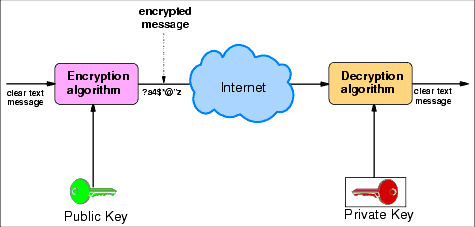 encrypted
message
Encryption
algorithm
Internet
Decryption
algorithm
clear text
message
?a4$*@"z
clear text
message
Public Key
Private Key